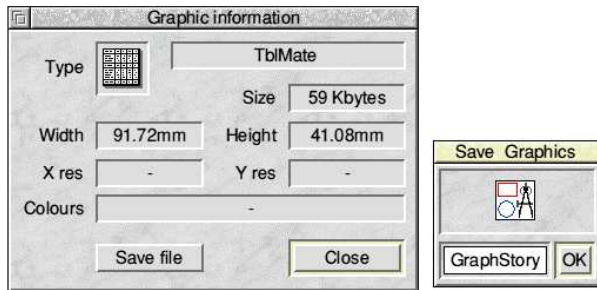 Graphic information
Type TblMate
Size 59 Kbytes
Width 91.72mm Height 41.08mm
X res - Y res -
Colours -
Save file Close
Save Graphics
GraphStory OK